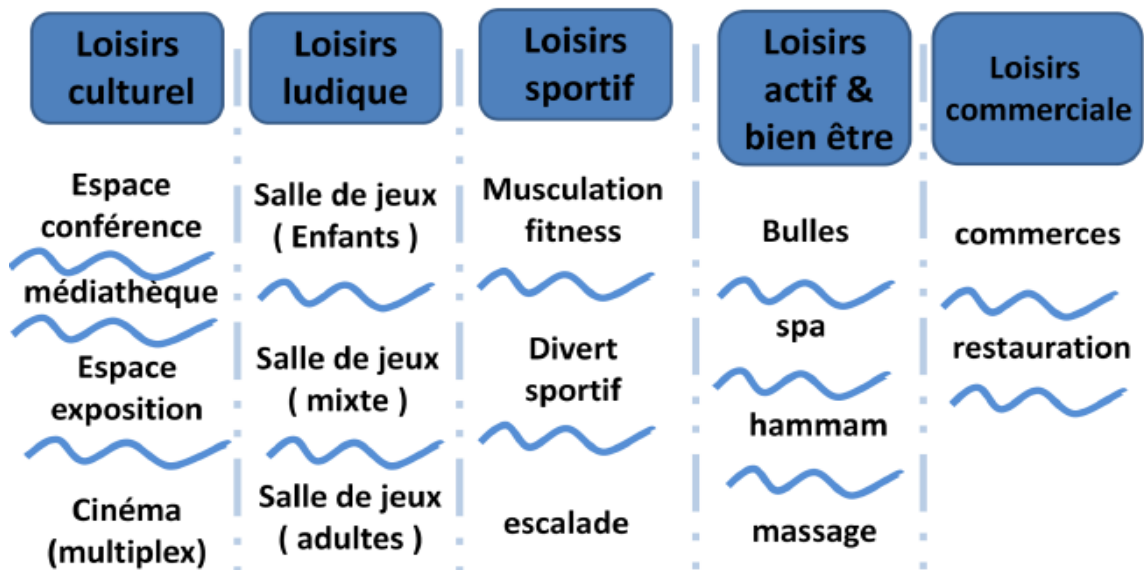 Loisirs
culturel
Espace
conférence
médiathèque
Espace
exposition
Cinéma
(multiplex)
Loisirs
ludique
Salle de jeux
( Enfants )
Salle de jeux
( mixte )
Salle de jeux
( adultes )
Loisirs
sportif
Musculation
fitness
Divert
sportif
escalade
Loisirs
actif &
bien être
Bulles
spa
hammam
massage
Loisirs
commerciale
commerces
restauration